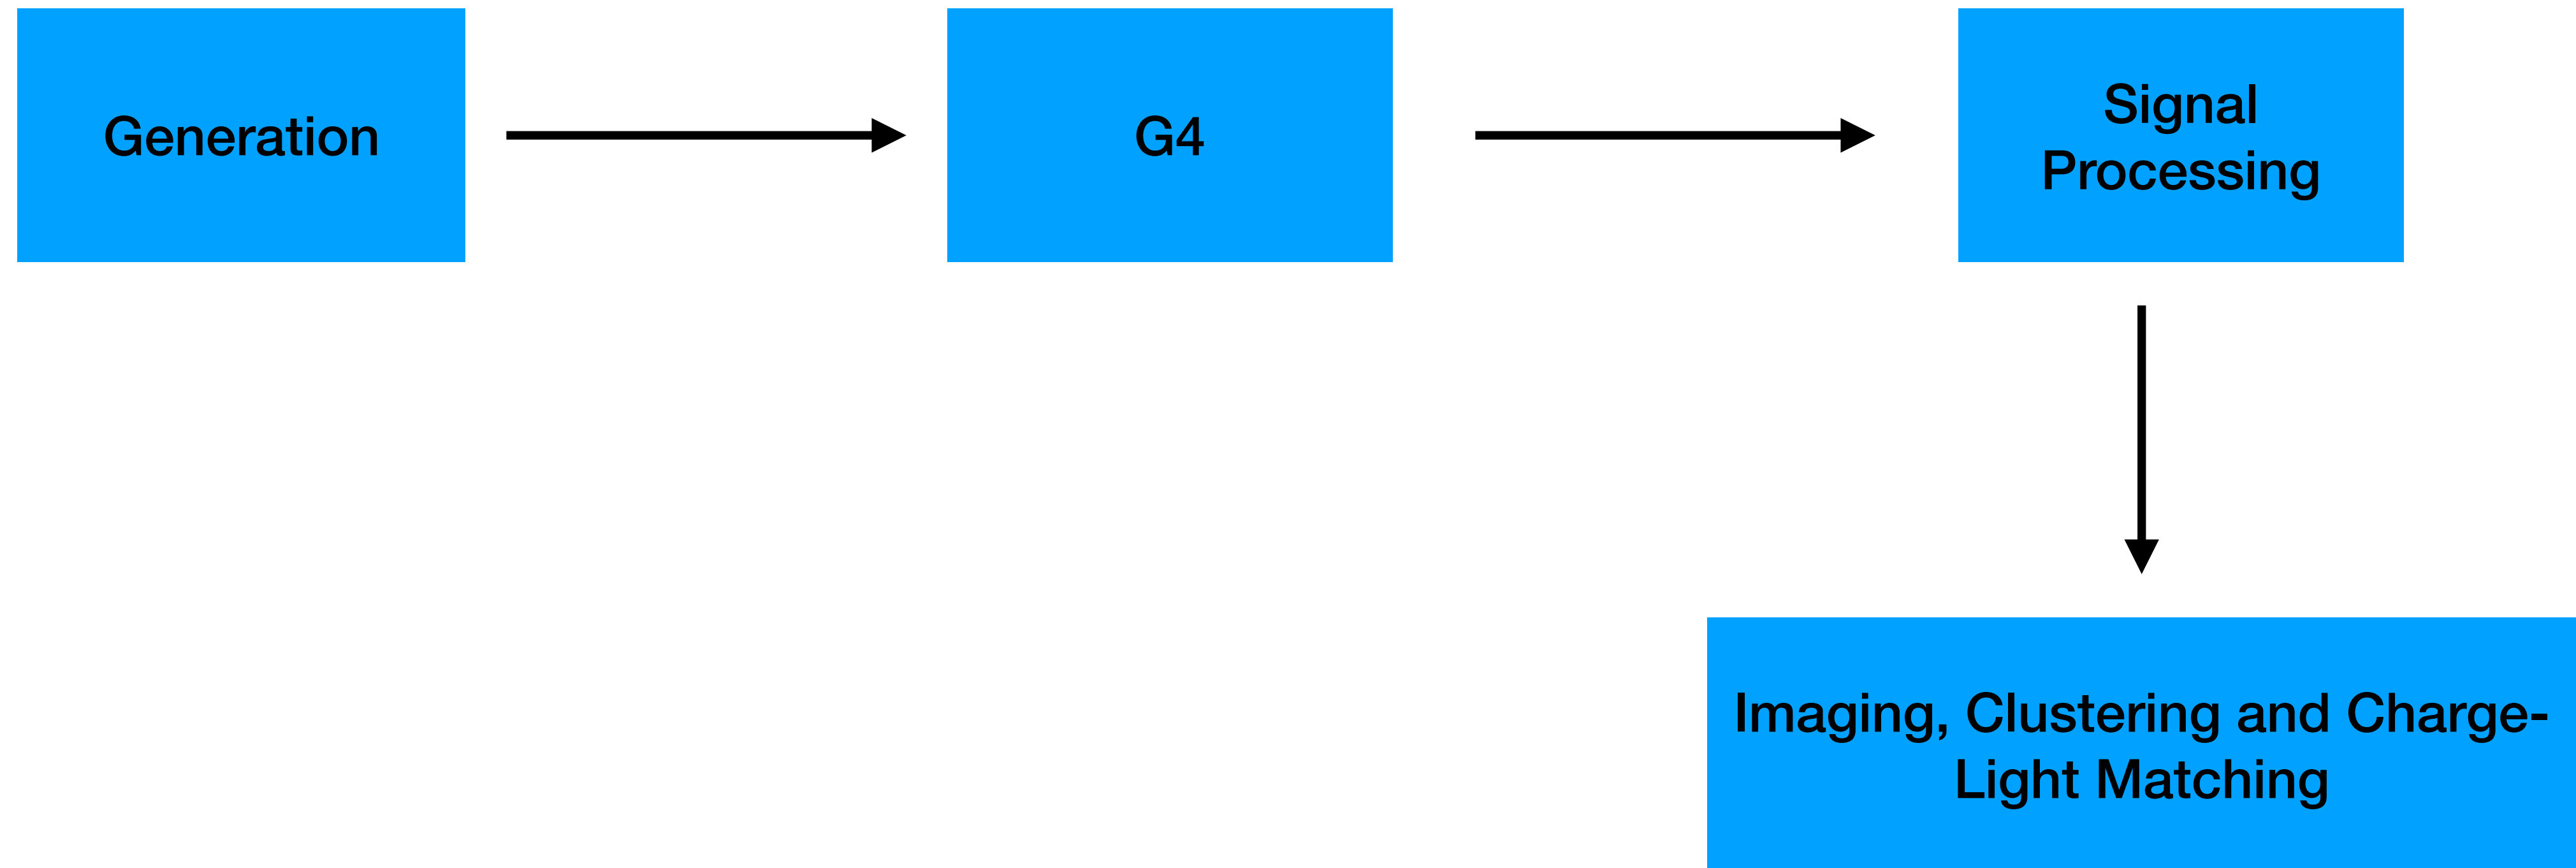 Generation
G4
Signal
Processing
Imaging, Clustering and Charge-
Light Matching